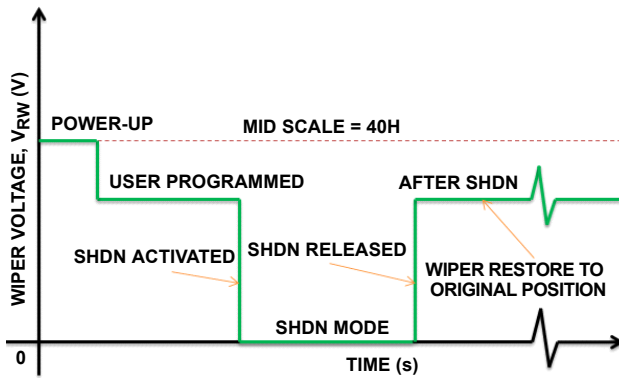 WIPER VOLTAGE, VRW (V)
POWER-UP
MID SCALE = 40H
USER PROGRAMMED
AFTER SHDN
SHDN ACTIVATED
SHDN RELEASED
WIPER RESTORE TO
ORIGINAL POSITION
SHDN MODE
0
TIME (s)